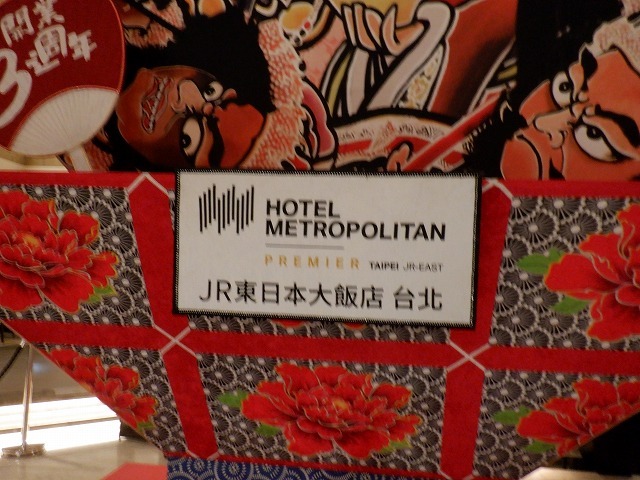 開業
3週年
HOTEL
METROPOLITAN
PREMIER TAIPEI JR-EAST
JR東日本大飯店 台北